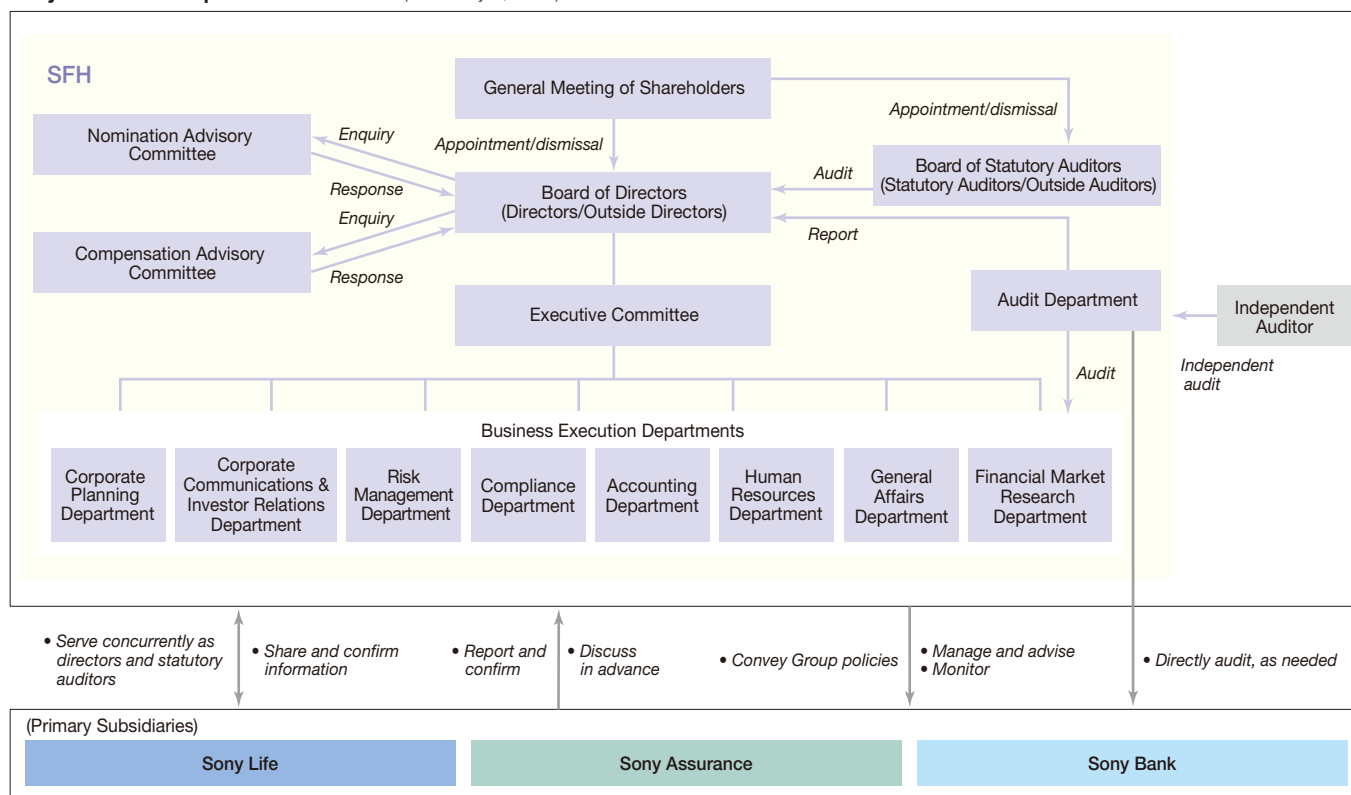 SFH
General Meeting of Shareholders
Appointment/dismissal
Appointment/dismissal
Nomination Advisory
Committee
Enquiry
Response
Board of Directors
(Directors/Outside Directors)
Audit
Board of Statutory Auditors
(Statutory Auditors/Outside Auditors)
Enquiry
Response
Compensation Advisory
Committee
Report
Executive Committee
Audit Department
Independent
Auditor
Independent
audit
Audit
Business Execution Departments
Corporate
Planning
Department
Corporate
Communications &
Investor Relations
Department
Risk
Management
Department
Compliance
Department
Accounting
Department
Human
Resources
Department
General
Affairs
Department
Financial Market
Research
Department
• Serve concurrently as
directors and statutory
auditors
• Share and confirm
information
• Report and
confirm
• Discuss
in advance
• Convey Group policies
• Manage and advise
• Monitor
• Directly audit, as needed
(Primary Subsidiaries)
Sony Life
Sony Assurance
Sony Bank